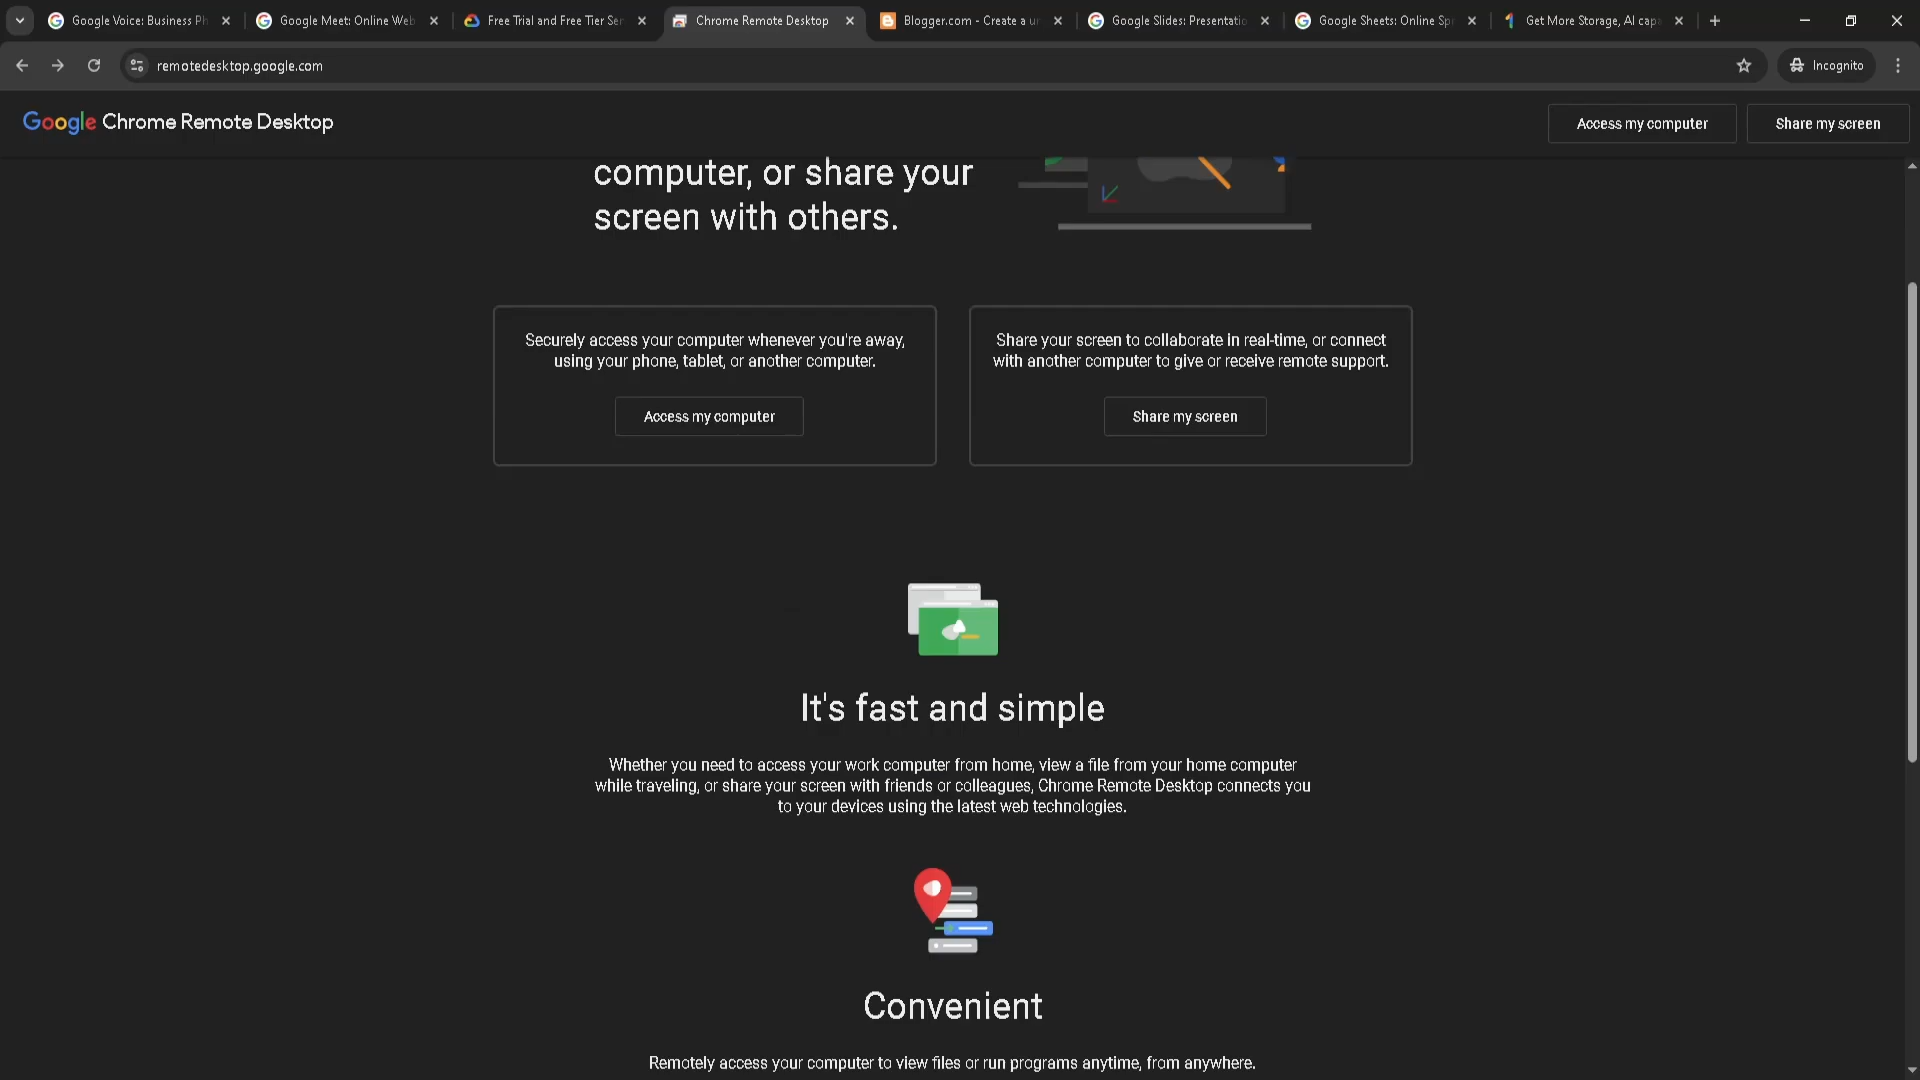 Google Voice: Business Ph
Google Meet: Online Web
Free Trial and Free Tier Ser
Chrome Remote Desktop
Blogger.com - Create a un
Google Slides: Presentatio
Google Sheets: Online Sp
Get More Storage, AI capa
remotedesktop.google.com
Incognito
Google Chrome Remote Desktop
Access my computer
Share my screen
computer, or share your
screen with others.
Securely access your computer whenever you're away,
using your phone, tablet, or another computer.
Access my computer
Share your screen to collaborate in real-time, or connect
with another computer to give or receive remote support.
Share my screen
It's fast and simple
Whether you need to access your work computer from home, view a file from your home computer
while traveling, or share your screen with friends or colleagues, Chrome Remote Desktop connects you
to your devices using the latest web technologies.
Convenient
Remotely access your computer to view files or run programs anytime, from anywhere.